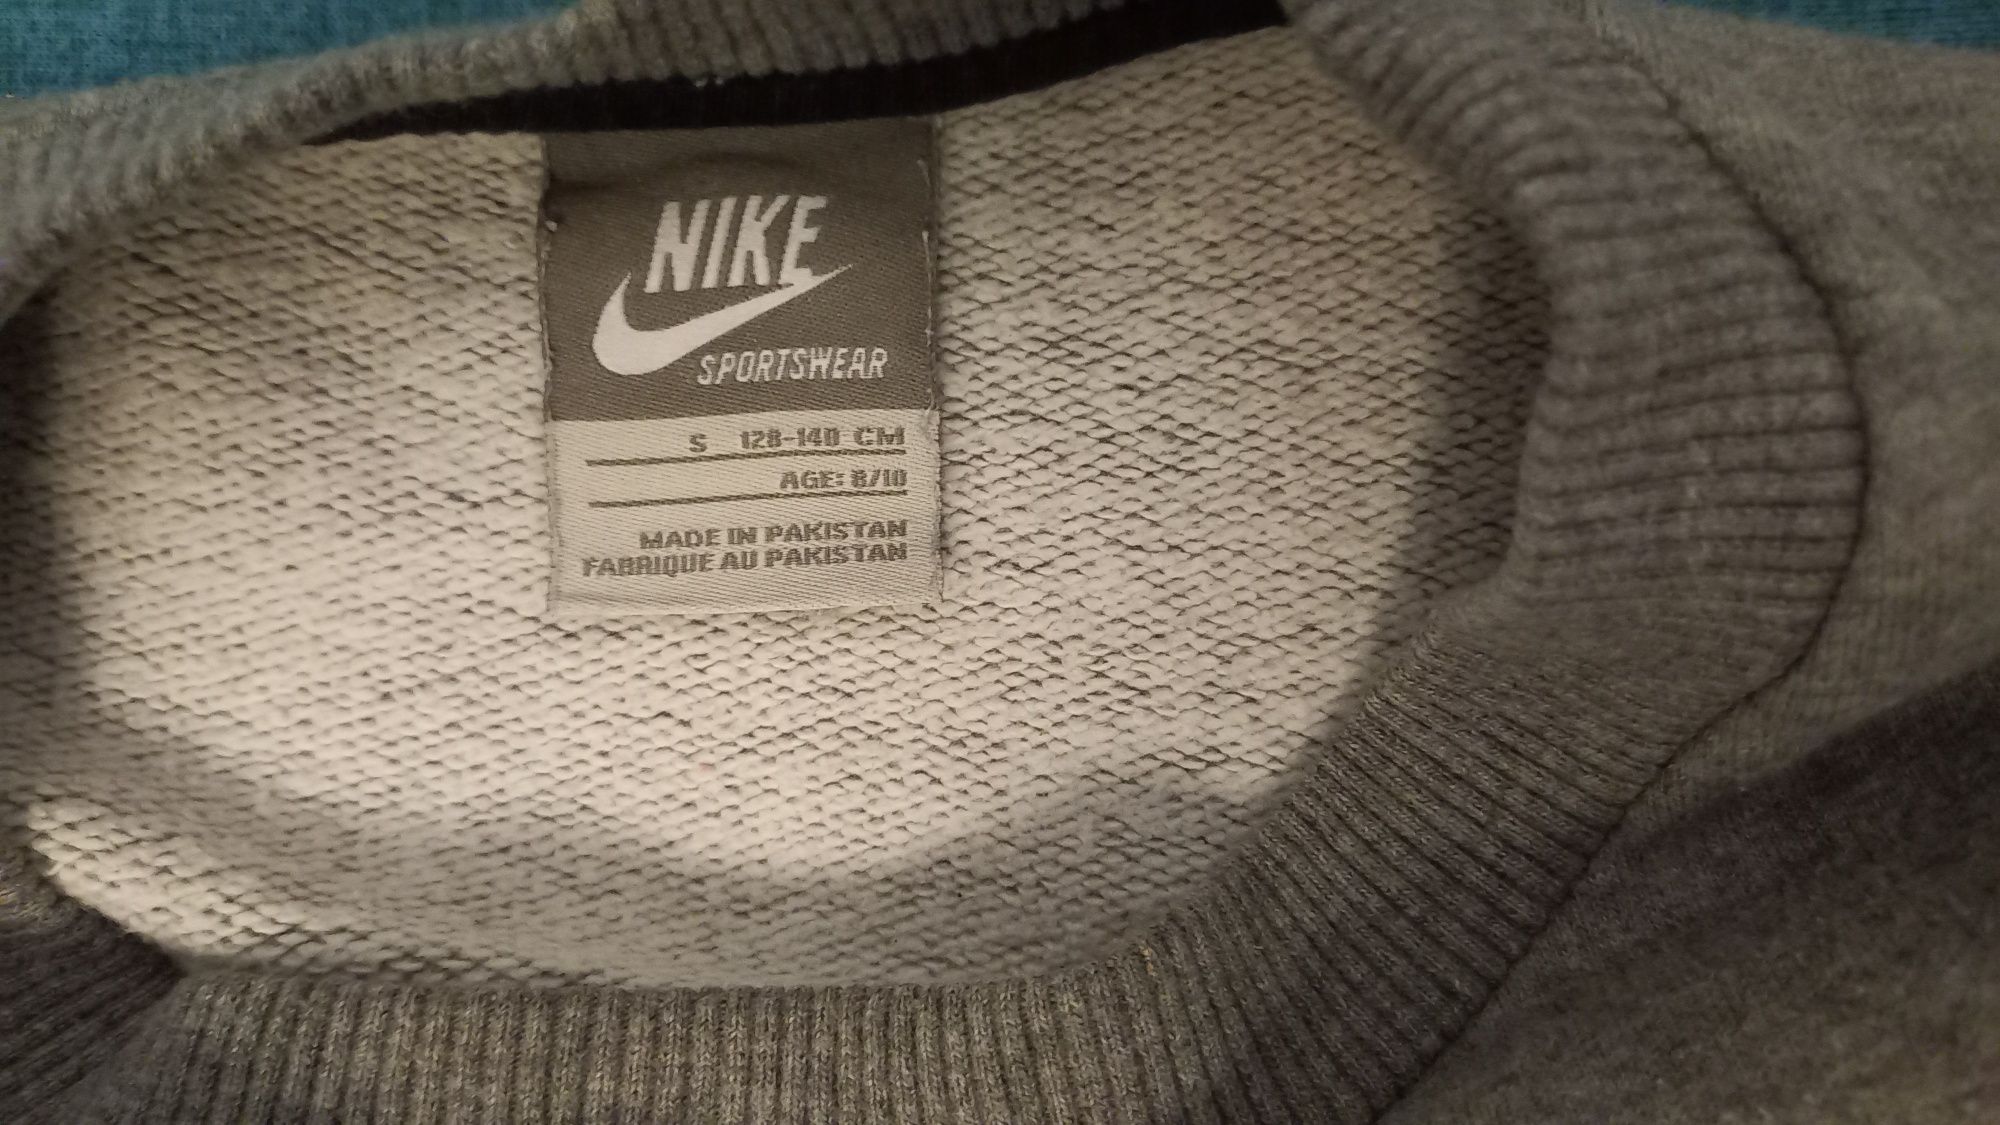 NIKE
SPORTSWEAR
S 128-140 CM
AGE: 8/10
MADE IN PAKISTAN
FABRIQUE AU PAKISTAN